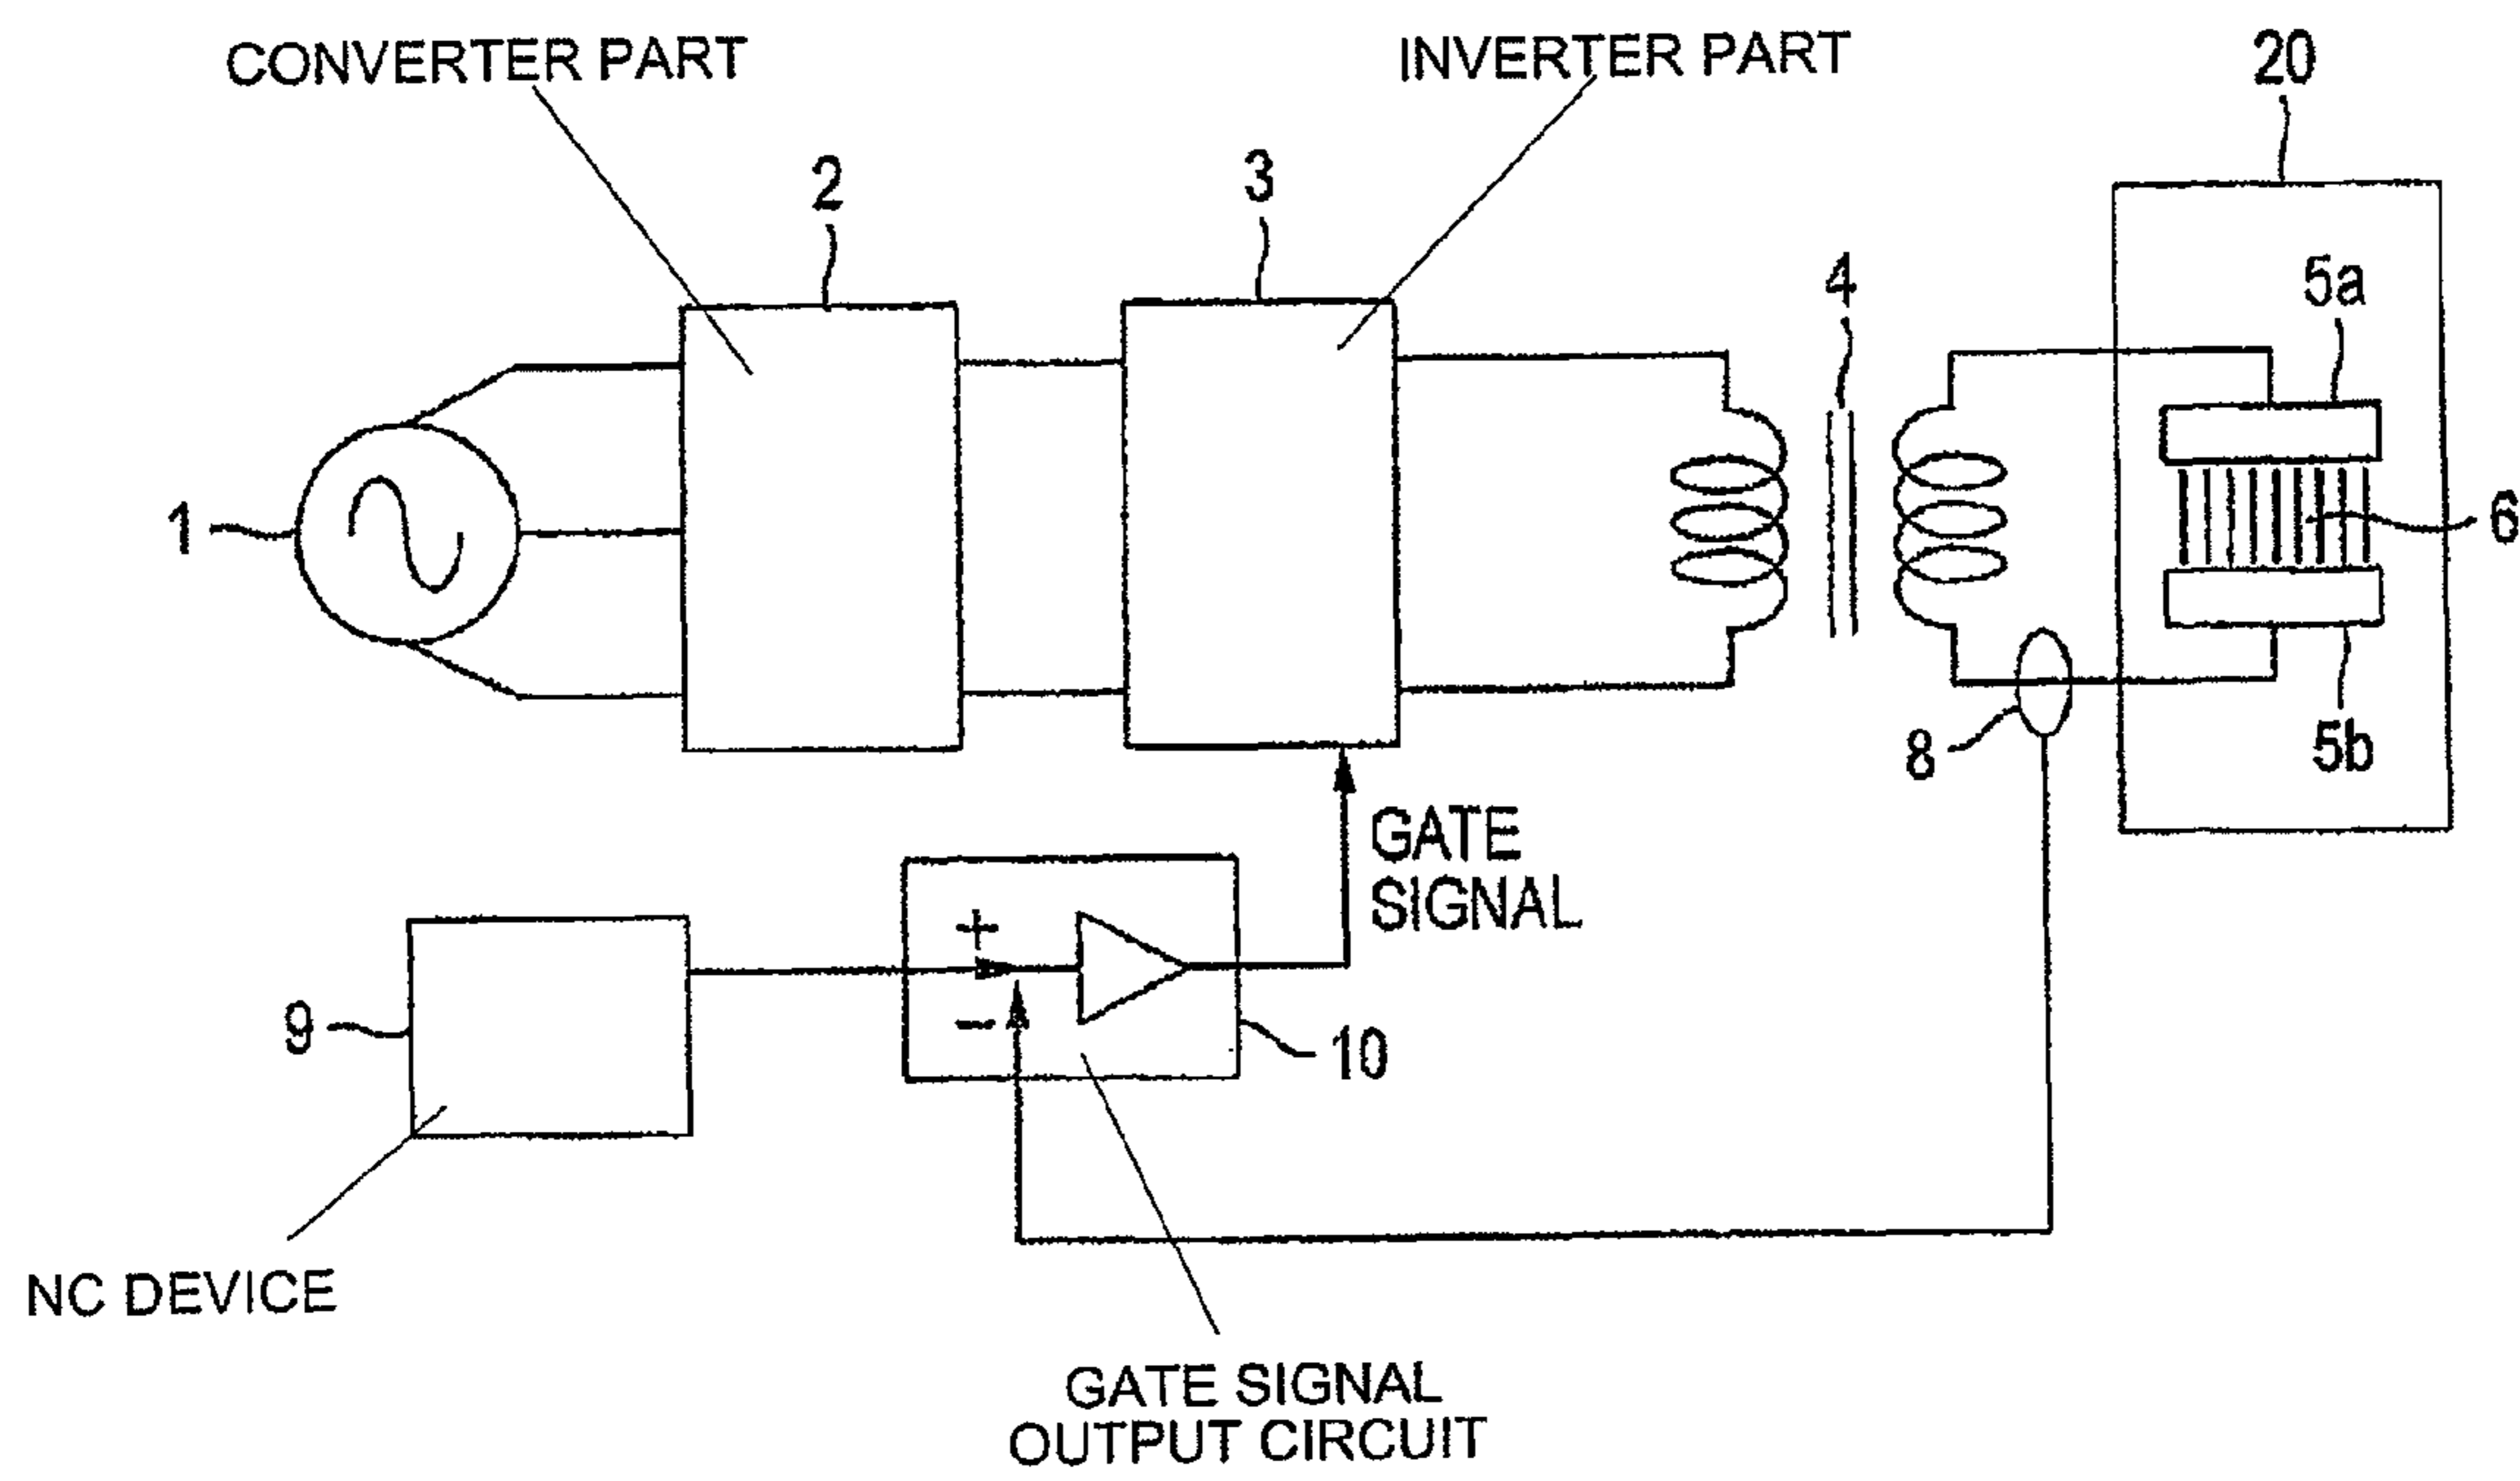 CONVERTER PART
INVERTER PART
20
2
3
4
5a
1
6
8
5b
GATE
SIGNAL
+
−
9
10
NC DEVICE
GATE SIGNAL
OUTPUT CIRCUIT